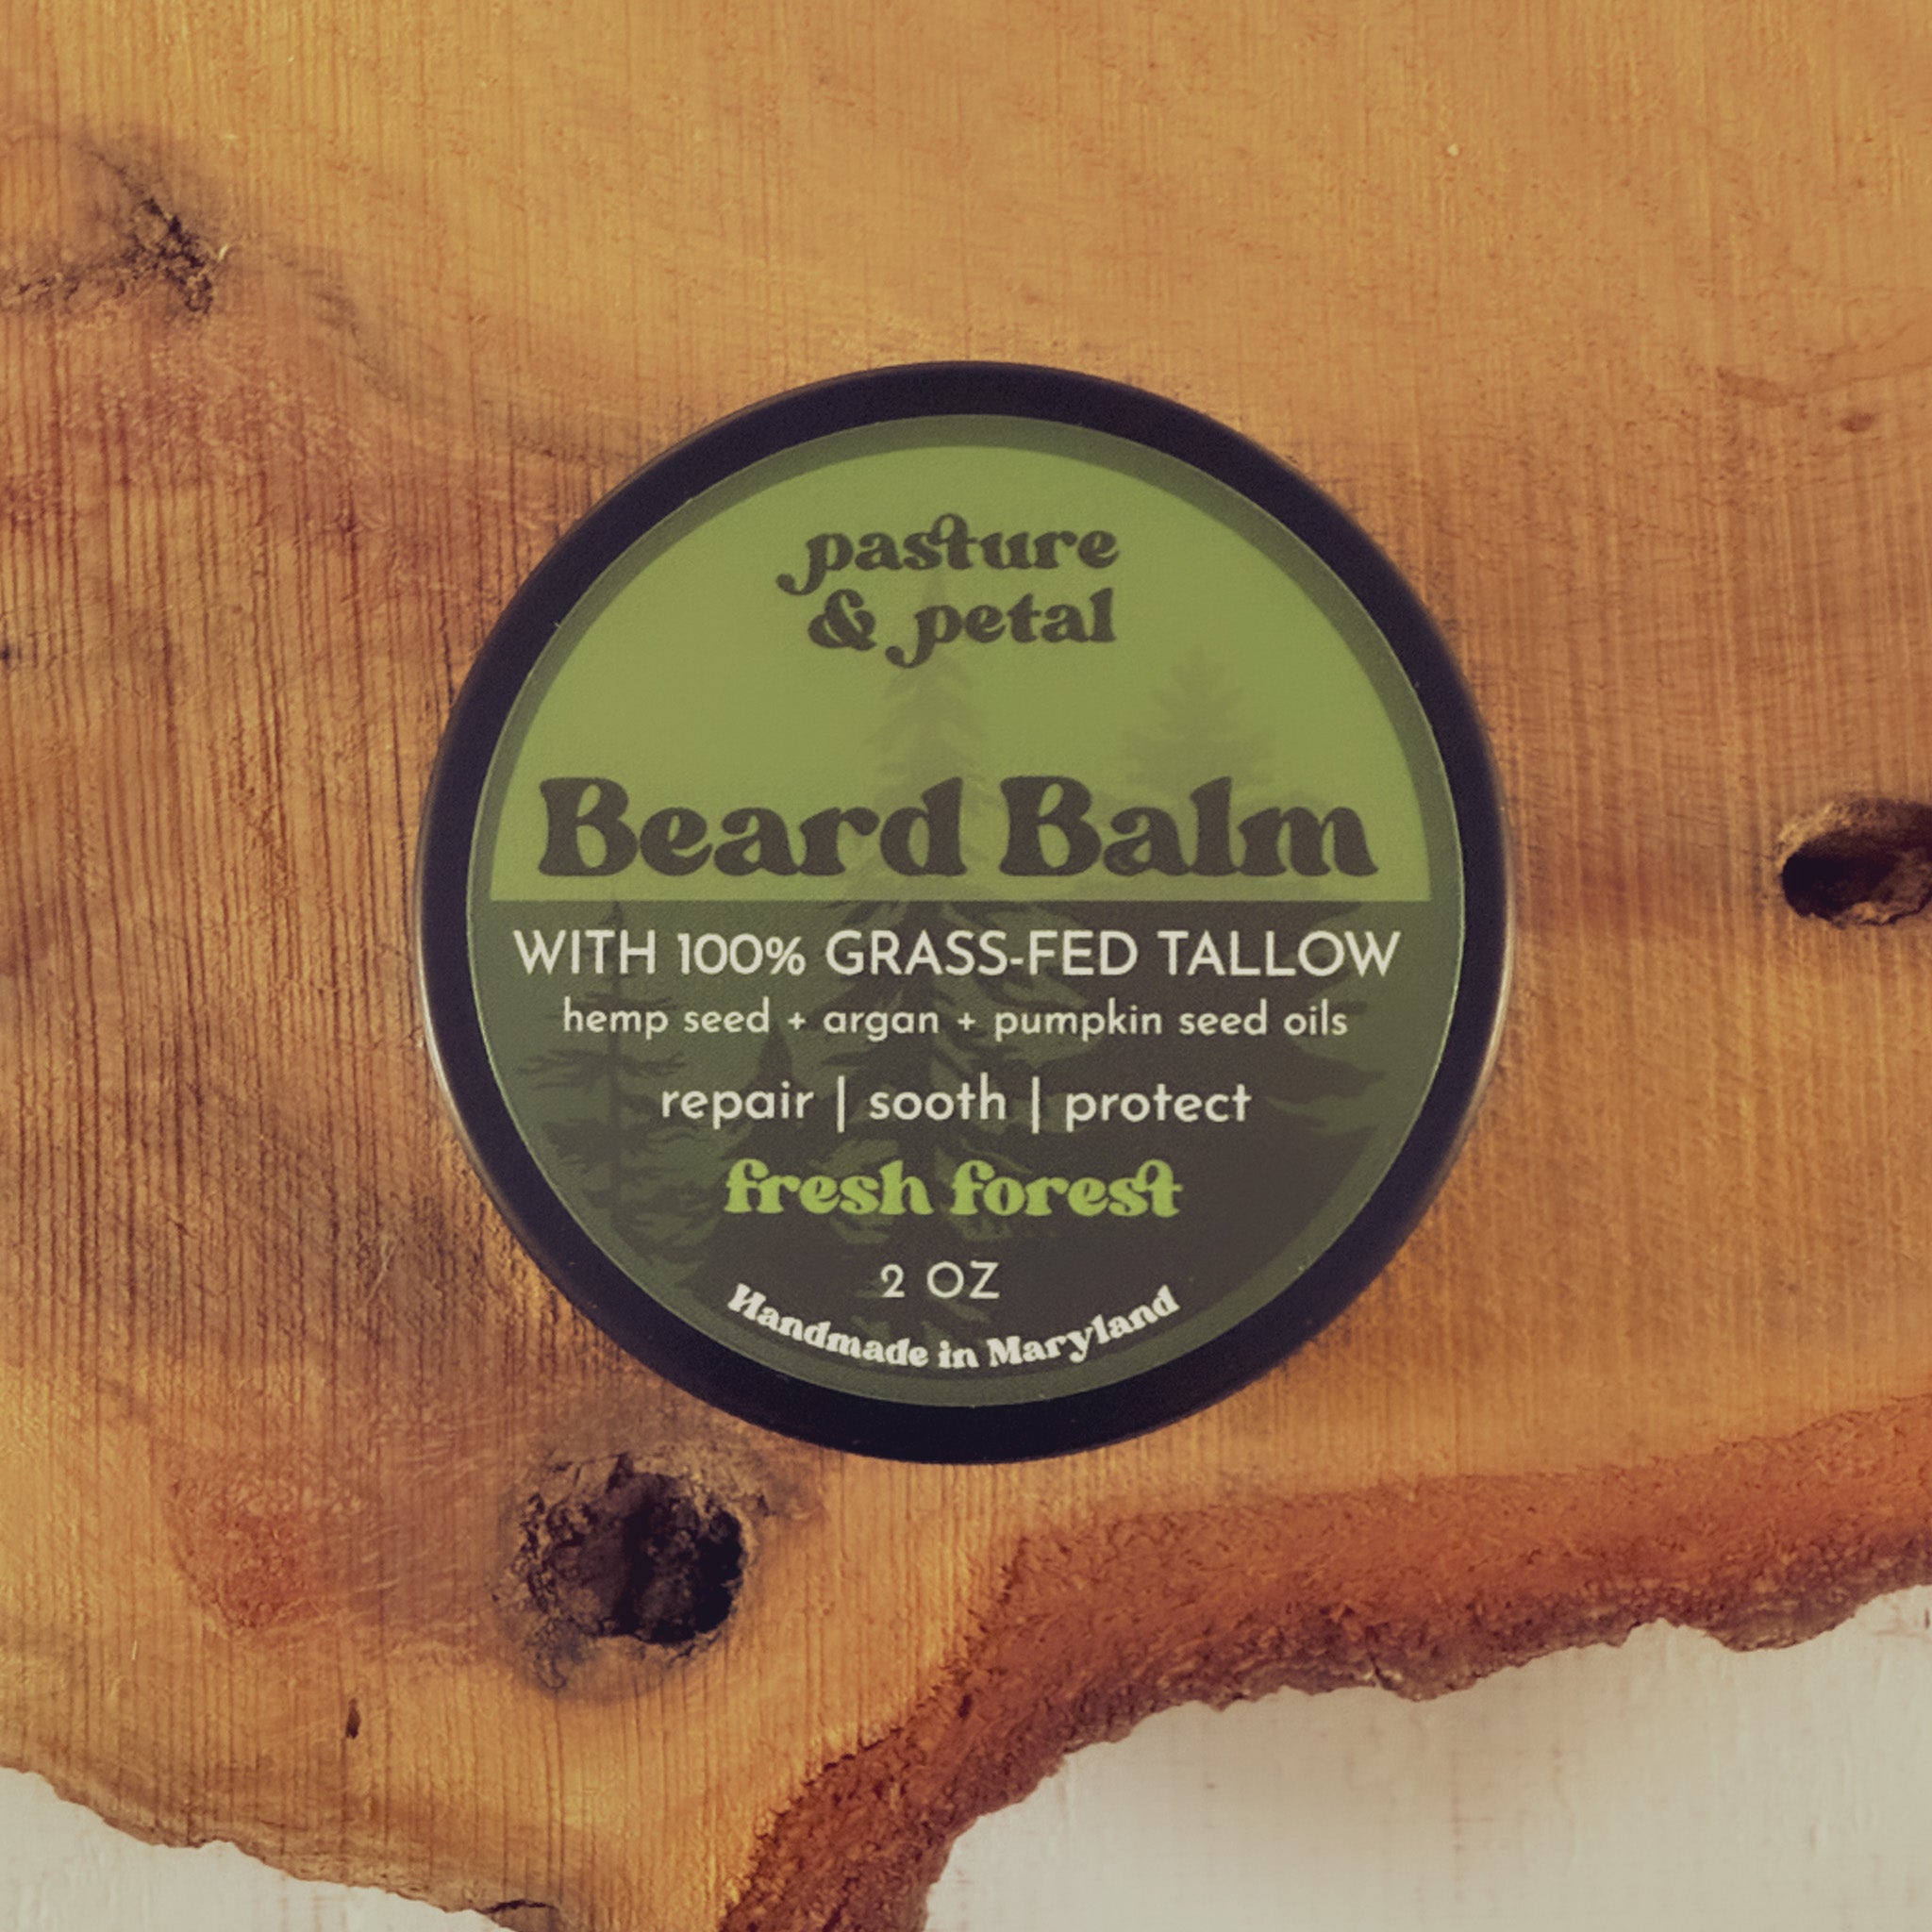 pasture
& petal
Beard Balm
WITH 100% GRASS-FED TALLOW
hemp seed + argan + pumpkin seed oils
repair | sooth | protect
fresh forest
2 OZ
Handmade in Maryland